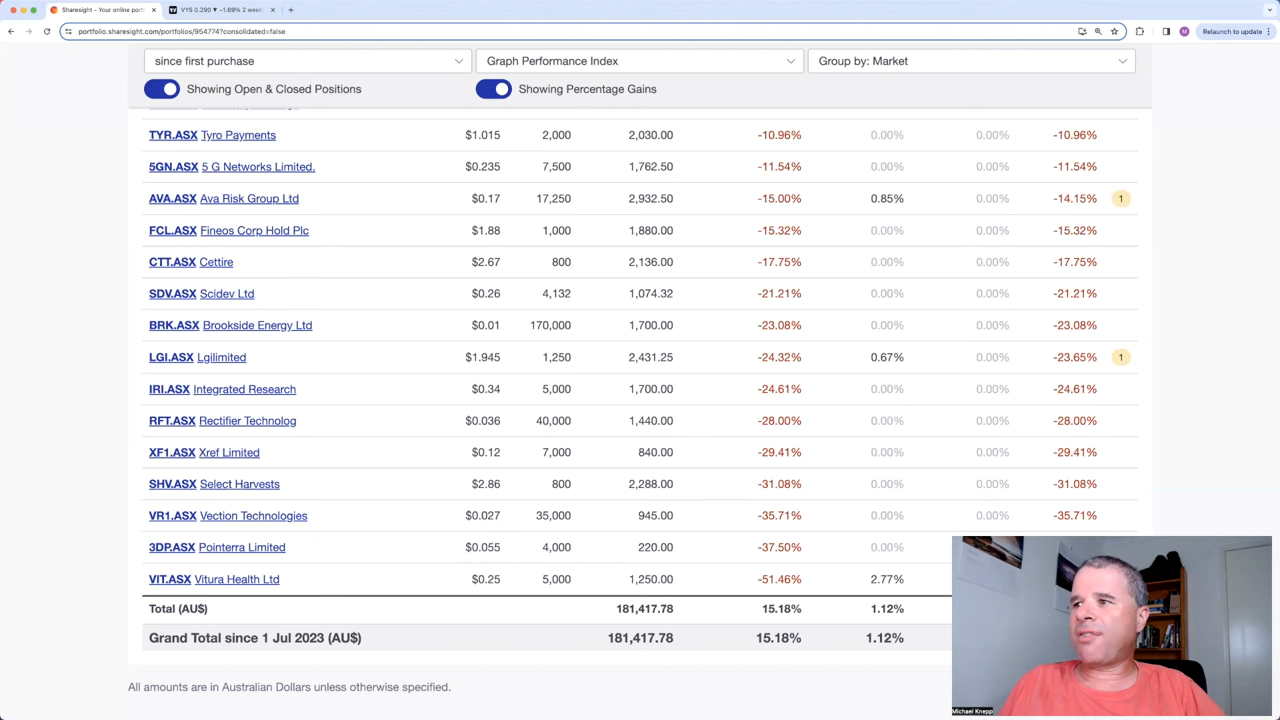 Sharesight - Your online port
VYS 0.290 ▼ −1.69% 2 week
portfolio.sharesight.com/portfolios/954774?consolidated=false
M
Relaunch to update
since first purchase
Graph Performance Index
Group by: Market
Showing Open & Closed Positions
Showing Percentage Gains
TYR.ASX Tyro Payments $1.015 2,000 2,030.00 -10.96% 0.00% 0.00% -10.96%
5GN.ASX 5 G Networks Limited. $0.235 7,500 1,762.50 -11.54% 0.00% 0.00% -11.54%
AVA.ASX Ava Risk Group Ltd $0.17 17,250 2,932.50 -15.00% 0.85% 0.00% -14.15% 1
FCL.ASX Fineos Corp Hold Plc $1.88 1,000 1,880.00 -15.32% 0.00% 0.00% -15.32%
CTT.ASX Cettire $2.67 800 2,136.00 -17.75% 0.00% 0.00% -17.75%
SDV.ASX Scidev Ltd $0.26 4,132 1,074.32 -21.21% 0.00% 0.00% -21.21%
BRK.ASX Brookside Energy Ltd $0.01 170,000 1,700.00 -23.08% 0.00% 0.00% -23.08%
LGI.ASX Lgilimited $1.945 1,250 2,431.25 -24.32% 0.67% 0.00% -23.65% 1
IRI.ASX Integrated Research $0.34 5,000 1,700.00 -24.61% 0.00% 0.00% -24.61%
RFT.ASX Rectifier Technolog $0.036 40,000 1,440.00 -28.00% 0.00% 0.00% -28.00%
XF1.ASX Xref Limited $0.12 7,000 840.00 -29.41% 0.00% 0.00% -29.41%
SHV.ASX Select Harvests $2.86 800 2,288.00 -31.08% 0.00% 0.00% -31.08%
VR1.ASX Vection Technologies $0.027 35,000 945.00 -35.71% 0.00% 0.00% -35.71%
3DP.ASX Pointerra Limited $0.055 4,000 220.00 -37.50% 0.00%
VIT.ASX Vitura Health Ltd $0.25 5,000 1,250.00 -51.46% 2.77%
Total (AU$) 181,417.78 15.18% 1.12%
Grand Total since 1 Jul 2023 (AU$) 181,417.78 15.18% 1.12%
All amounts are in Australian Dollars unless otherwise specified.
Michael Knepp